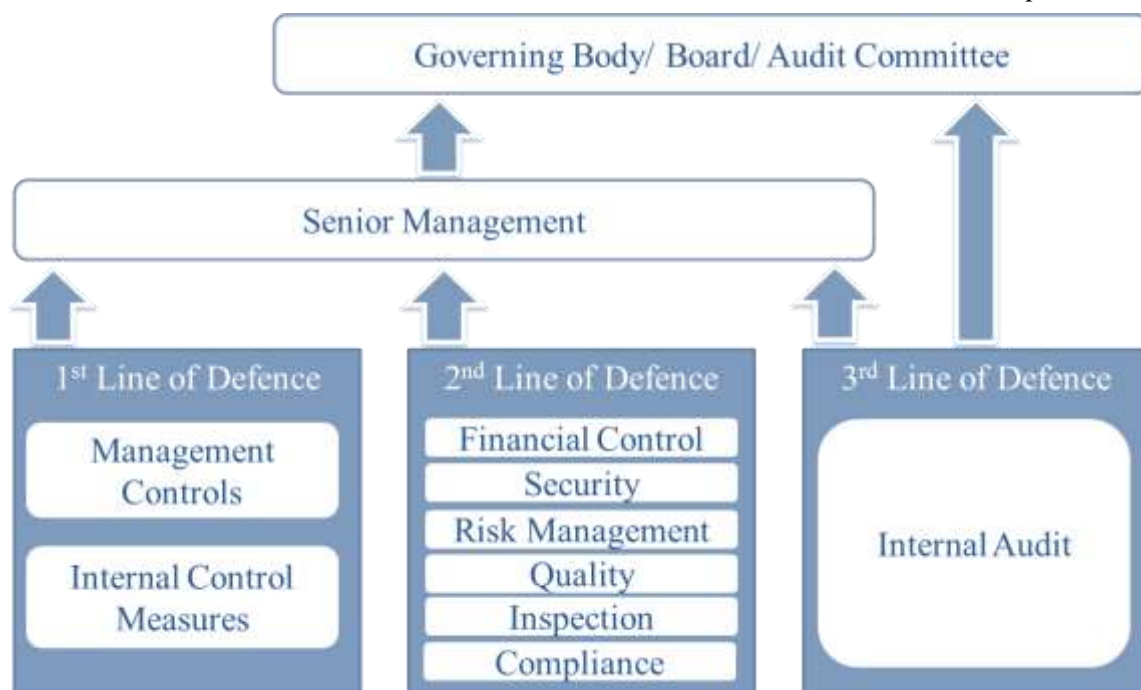 Governing Body/ Board/ Audit Committee
Senior Management
1st Line of Defence
Management
Controls
Internal Control
Measures
2nd Line of Defence
Financial Control
Security
Risk Management
Quality
Inspection
Compliance
3rd Line of Defence
Internal Audit